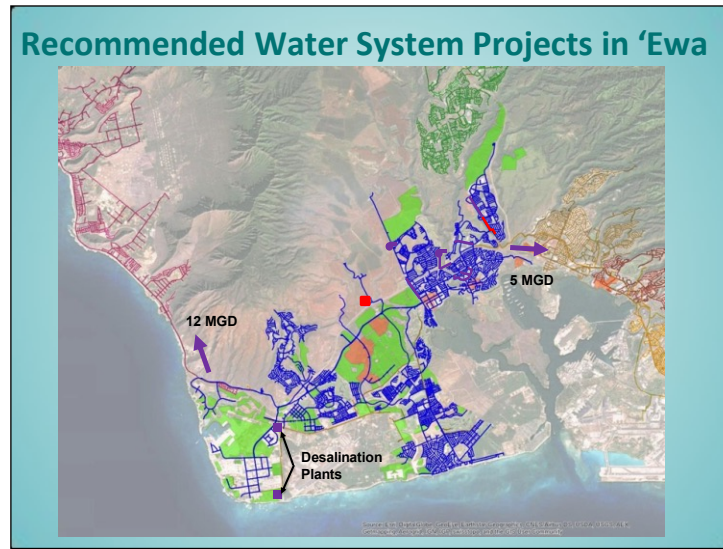 Recommended Water System Projects in ‘Ewa
12 MGD
5 MGD
Desalination
Plants